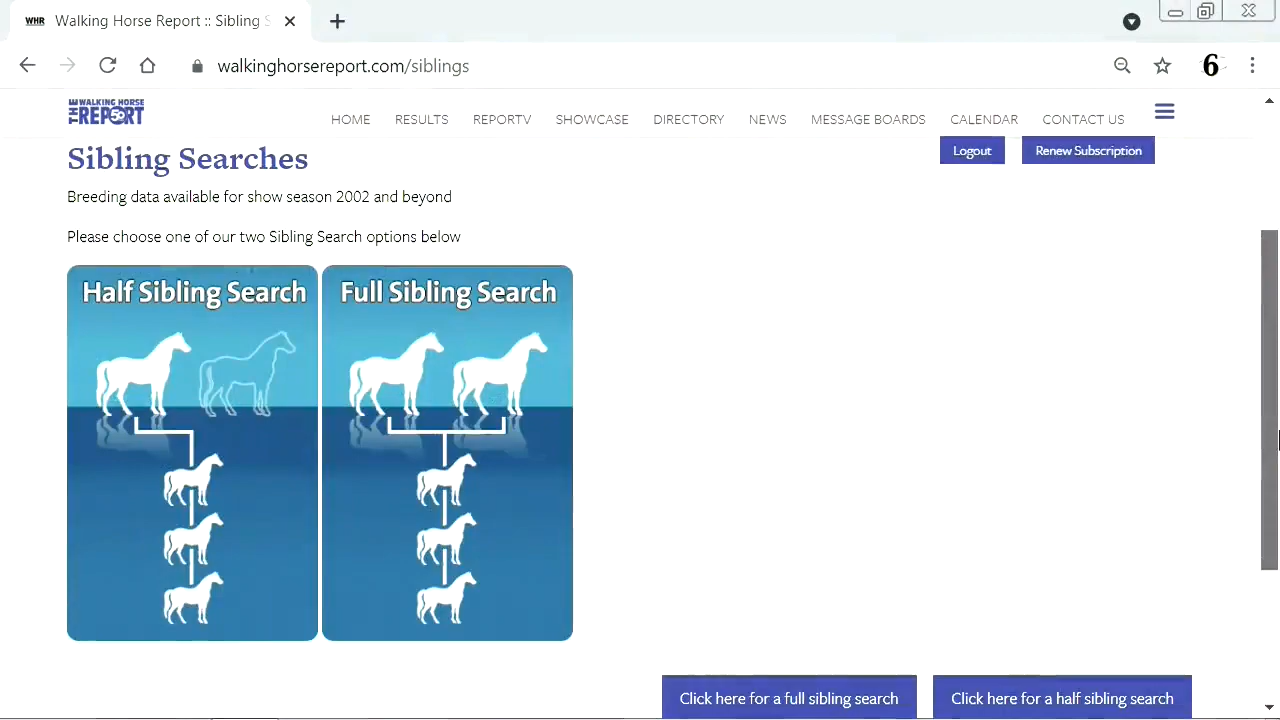 WHR Walking Horse Report :: Sibling S
walkinghorsereport.com/siblings
6
THE WALKING HORSE REPORT 50
HOME RESULTS REPORTV SHOWCASE DIRECTORY NEWS MESSAGE BOARDS CALENDAR CONTACT US
Sibling Searches
Logout Renew Subscription
Breeding data available for show season 2002 and beyond
Please choose one of our two Sibling Search options below
Half Sibling Search Full Sibling Search
Click here for a full sibling search Click here for a half sibling search